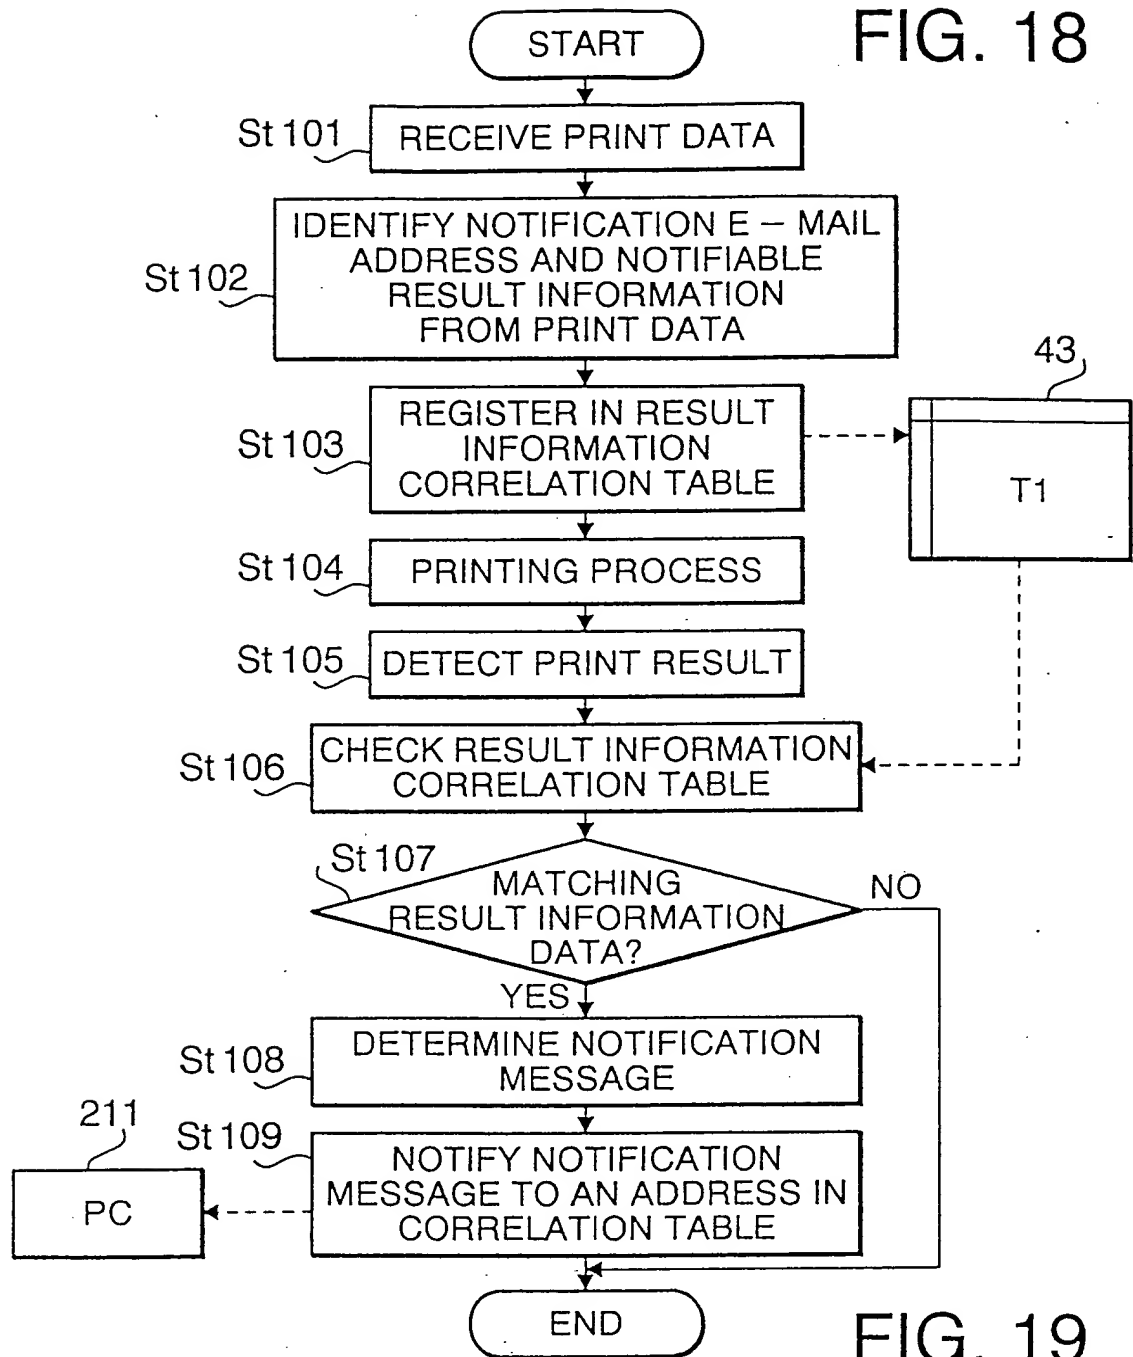 FIG. 18
START
St 101
RECEIVE PRINT DATA
St 102
IDENTIFY NOTIFICATION E – MAIL
ADDRESS AND NOTIFIABLE
RESULT INFORMATION
FROM PRINT DATA
St 103
REGISTER IN RESULT
INFORMATION
CORRELATION TABLE
43
T1
St 104
PRINTING PROCESS
St 105
DETECT PRINT RESULT
St 106
CHECK RESULT INFORMATION
CORRELATION TABLE
St 107
MATCHING
RESULT INFORMATION
DATA?
NO
YES
St 108
DETERMINE NOTIFICATION
MESSAGE
211
PC
St 109
NOTIFY NOTIFICATION
MESSAGE TO AN ADDRESS IN
CORRELATION TABLE
END
FIG. 19